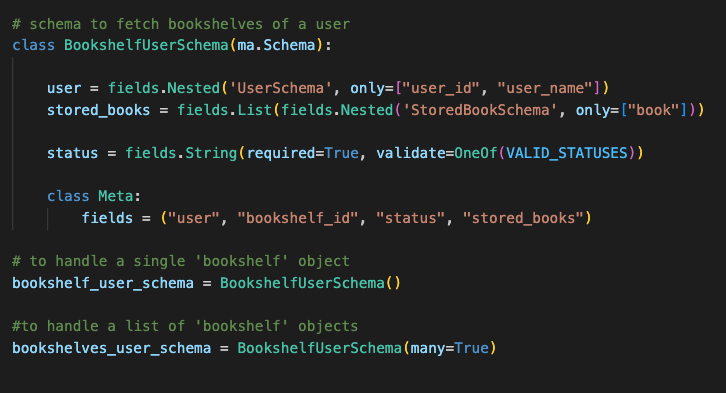 # schema to fetch bookshelves of a user
class BookshelfUserSchema(ma.Schema):
user = fields.Nested('UserSchema', only=["user_id", "user_name"])
stored_books = fields.List(fields.Nested('StoredBookSchema', only=["book"]))
status = fields.String(required=True, validate=OneOf(VALID_STATUSES))
class Meta:
fields = ("user", "bookshelf_id", "status", "stored_books")
# to handle a single 'bookshelf' object
bookshelf_user_schema = BookshelfUserSchema()
#to handle a list of 'bookshelf' objects
bookshelves_user_schema = BookshelfUserSchema(many=True)